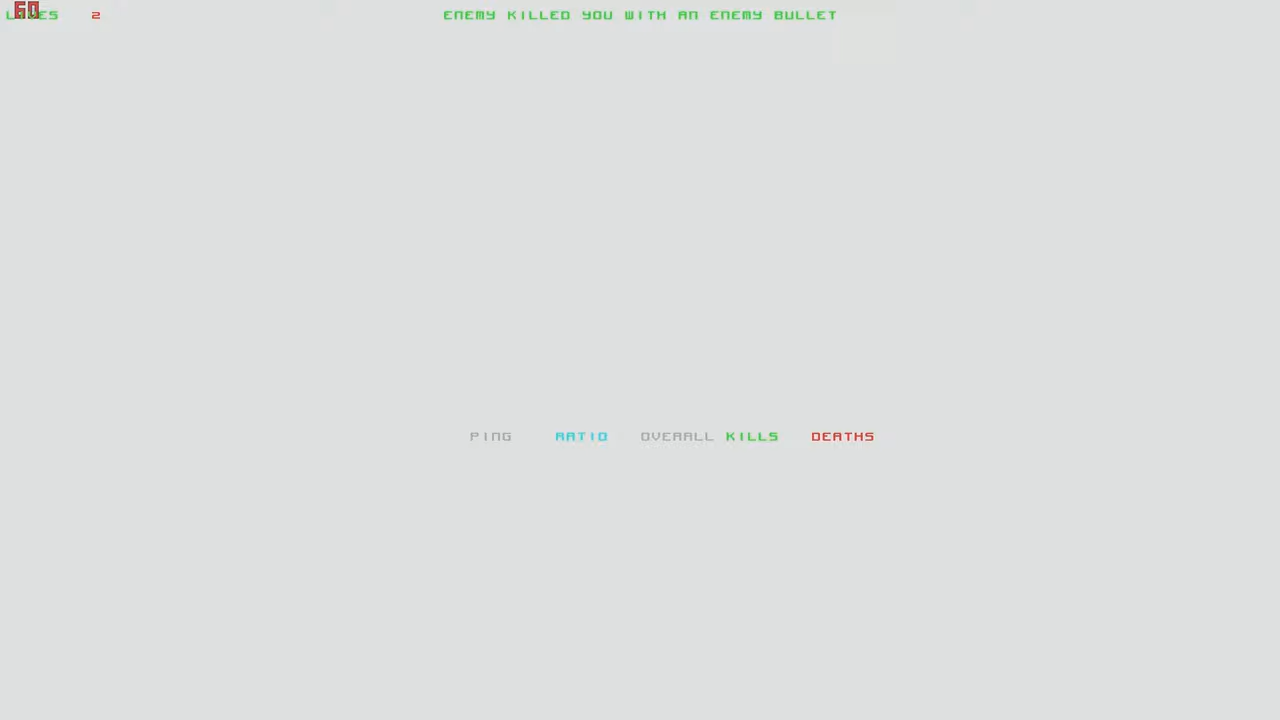 LIVES 2 ENEMY KILLED YOU WITH AN ENEMY BULLET
60
PING RATIO OVERALL KILLS DEATHS